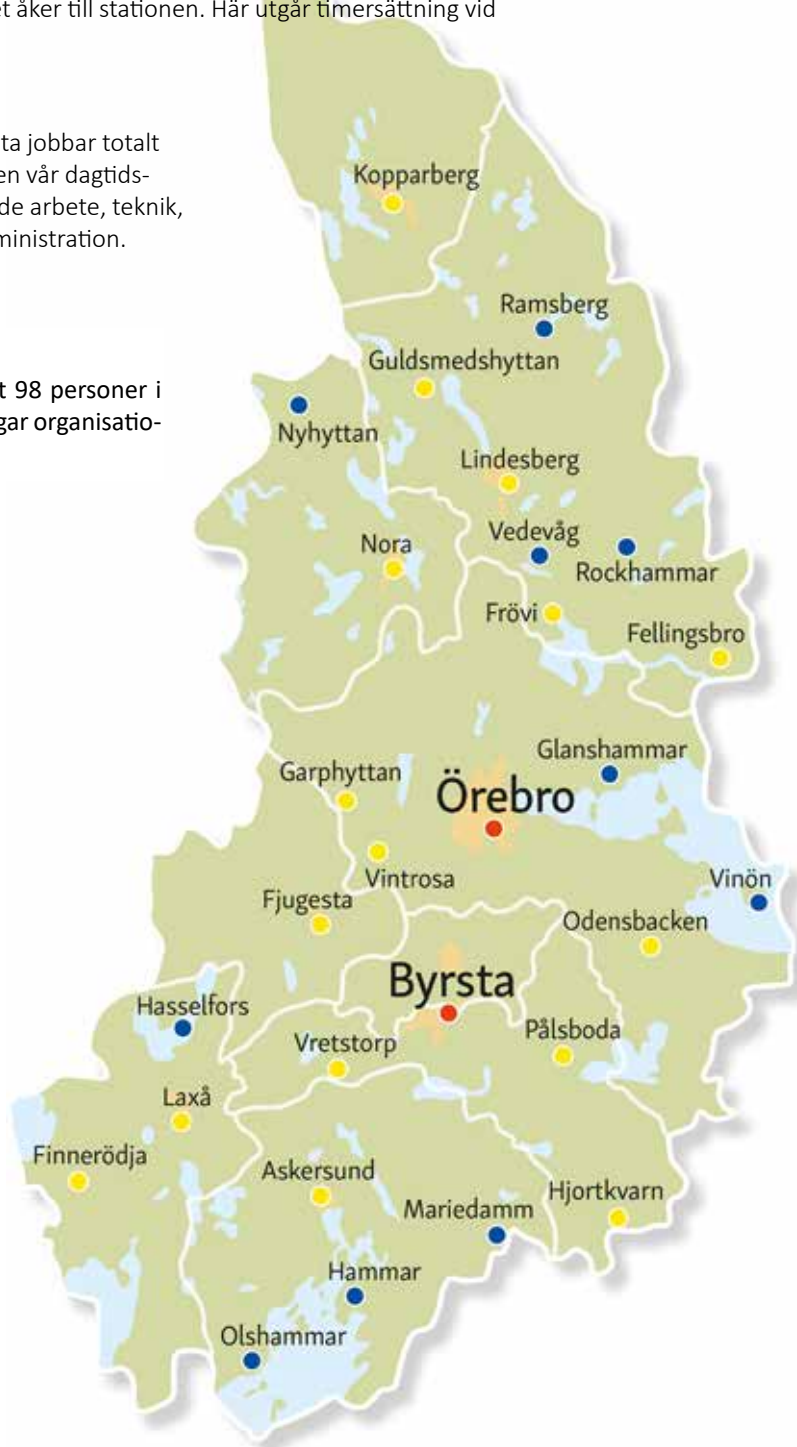 et åker till stationen. Här utgår timersättning vid
ta jobbar totalt
en vår dagtids-
de arbete, teknik,
ministration.
t 98 personer i
gar organisatio-
Kopparberg
Ramsberg
Guldsmedshyttan
Nyhyttan
Lindesberg
Vedevåg
Nora
Rockhammar
Frövi
Fellingsbro
Glanshammar
Garphyttan
Örebro
Vintrosa
Vinön
Fjugesta
Odensbacken
Byrsta
Hasselfors
Pålsboda
Vretstorp
Laxå
Finnerödja
Askersund
Hjortkvarn
Mariedamm
Hammar
Olshammar